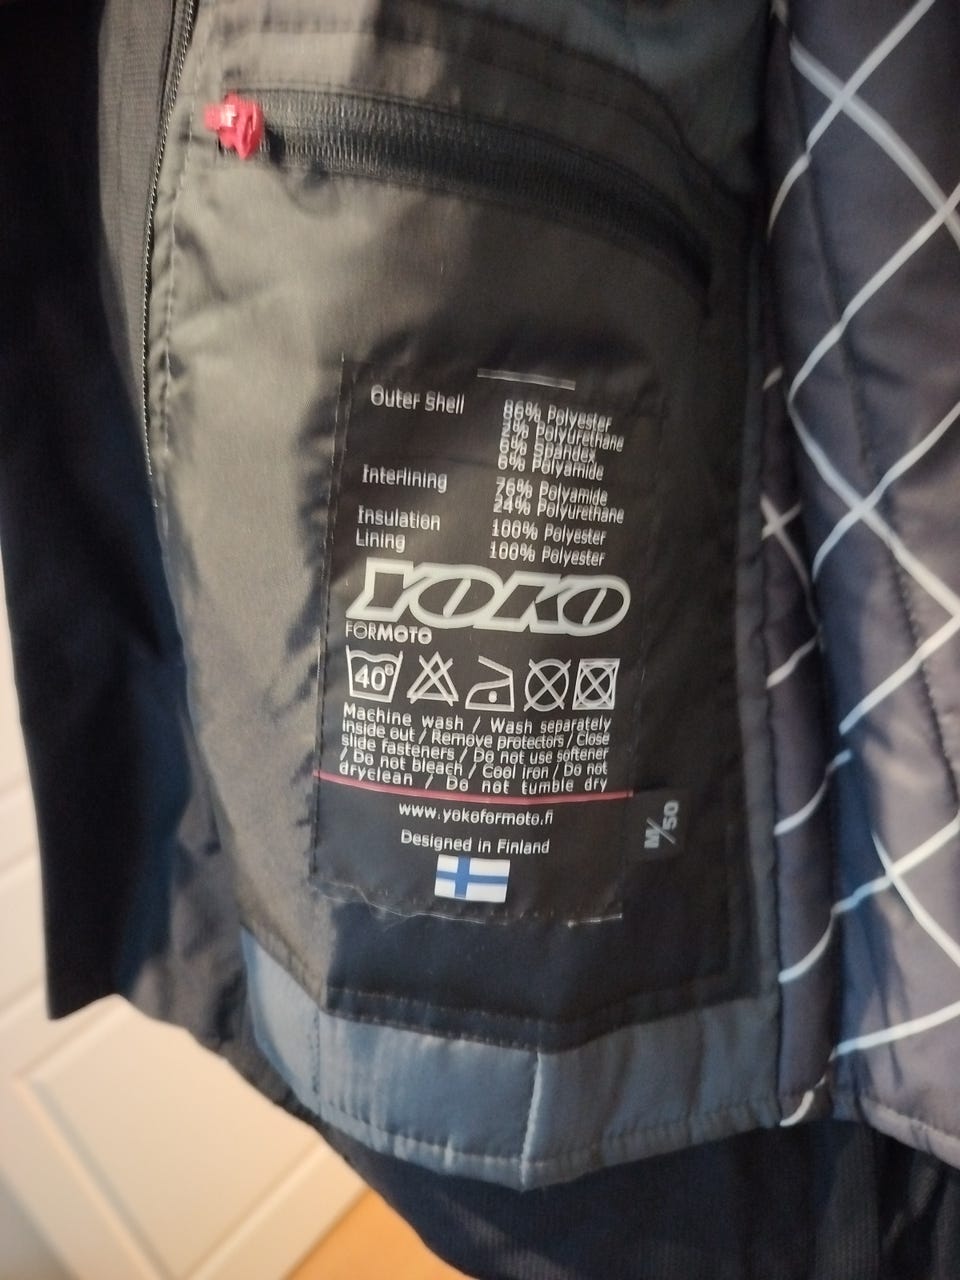 Outer Shell 86% Polyester
2% Polyurethane
6% Spandex
6% Polyamide
Interlining 76% Polyamide
24% Polyurethane
Insulation 100% Polyester
Lining 100% Polyester
YOKO
FORMOTO
40°
Machine wash / Wash separately
inside out / Remove protectors / Close
slide fasteners / Do not use softener
/ Do not bleach / Cool iron / Do not
dryclean / Do not tumble dry
www.yokoformoto.fi
Designed in Finland
M/50